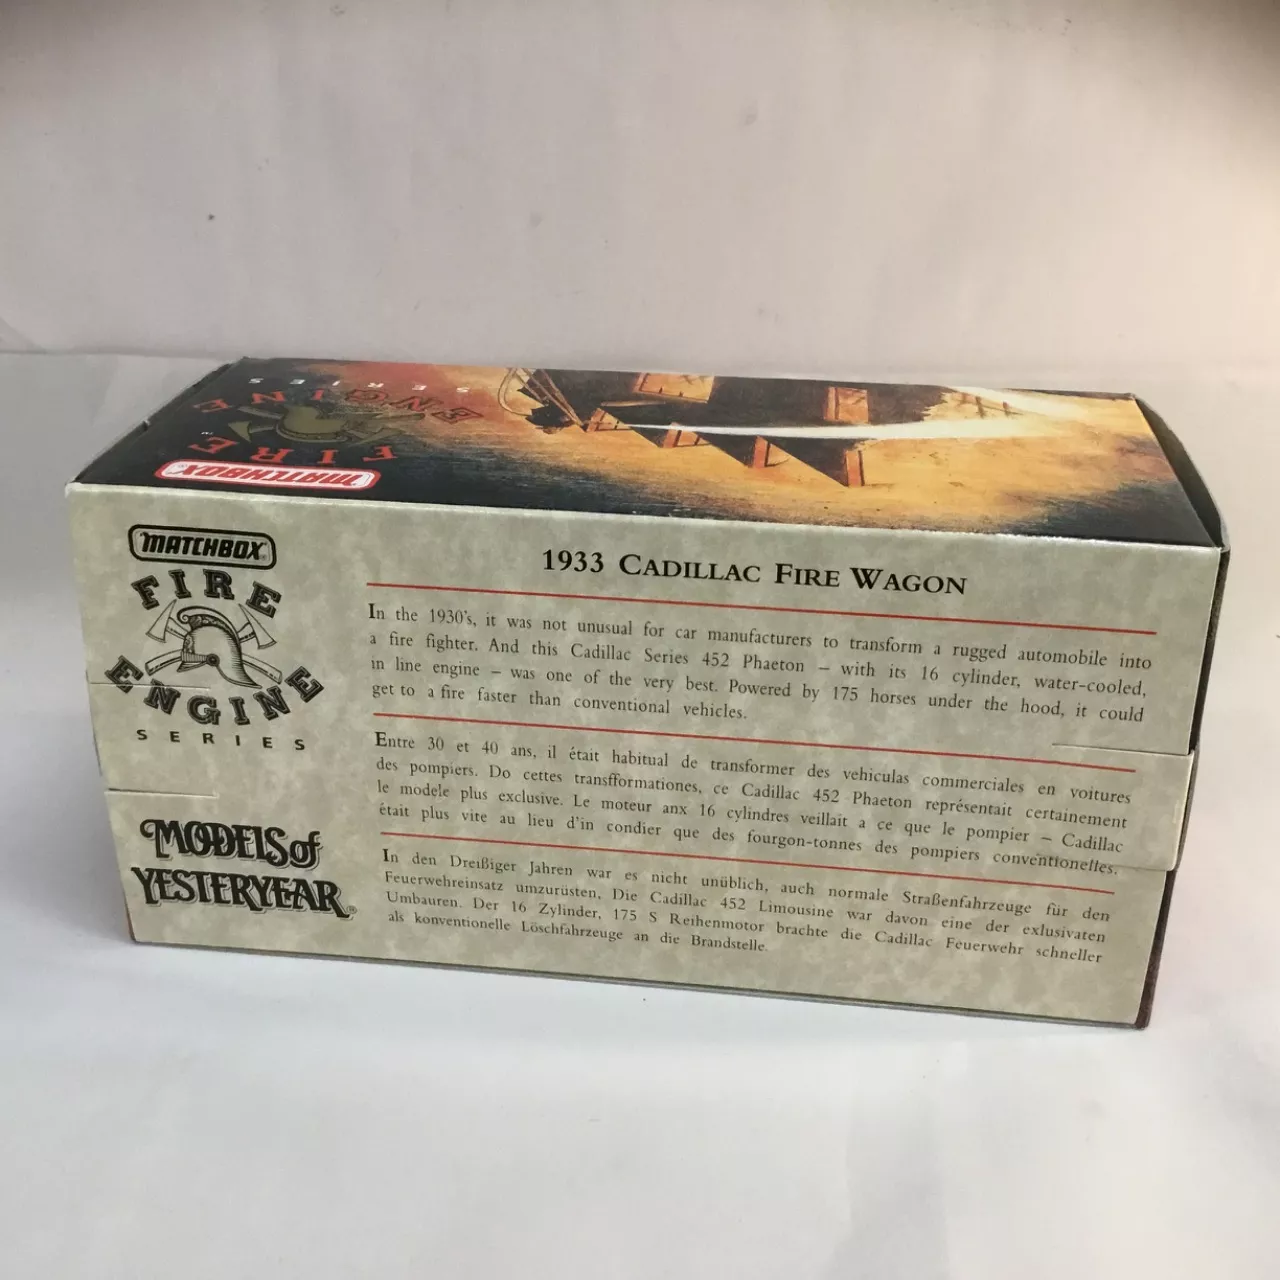 SERIES
ENGINE
FIRE
MATCHBOX
MATCHBOX
FIRE
ENGINE
SERIES
MODELS of
YESTERYEAR®
1933 CADILLAC FIRE WAGON
In the 1930's, it was not unusual for car manufacturers to transform a rugged automobile into
a fire fighter. And this Cadillac Series 452 Phaeton – with its 16 cylinder, water-cooled,
in line engine – was one of the very best. Powered by 175 horses under the hood, it could
get to a fire faster than conventional vehicles.
Entre 30 et 40 ans, il était habitual de transformer des vehiculas commerciales en voitures
des pompiers. Do cettes transfformationes, ce Cadillac 452 Phaeton représentait certainement
le modele plus exclusive. Le moteur anx 16 cylindres veillait a ce que le pompier – Cadillac
était plus vite au lieu d'in condier que des fourgon-tonnes des pompiers conventionelles.
In den Dreißiger Jahren war es nicht unüblich, auch normale Straßenfahrzeuge für den
Feuerwehreinsatz umzurüsten. Die Cadillac 452 Limousine war davon eine der exlusivaten
Umbauren. Der 16 Zylinder, 175 S Reihenmotor brachte die Cadillac Feuerwehr schneller
als konventionelle Löschfahrzeuge an die Brandstelle.